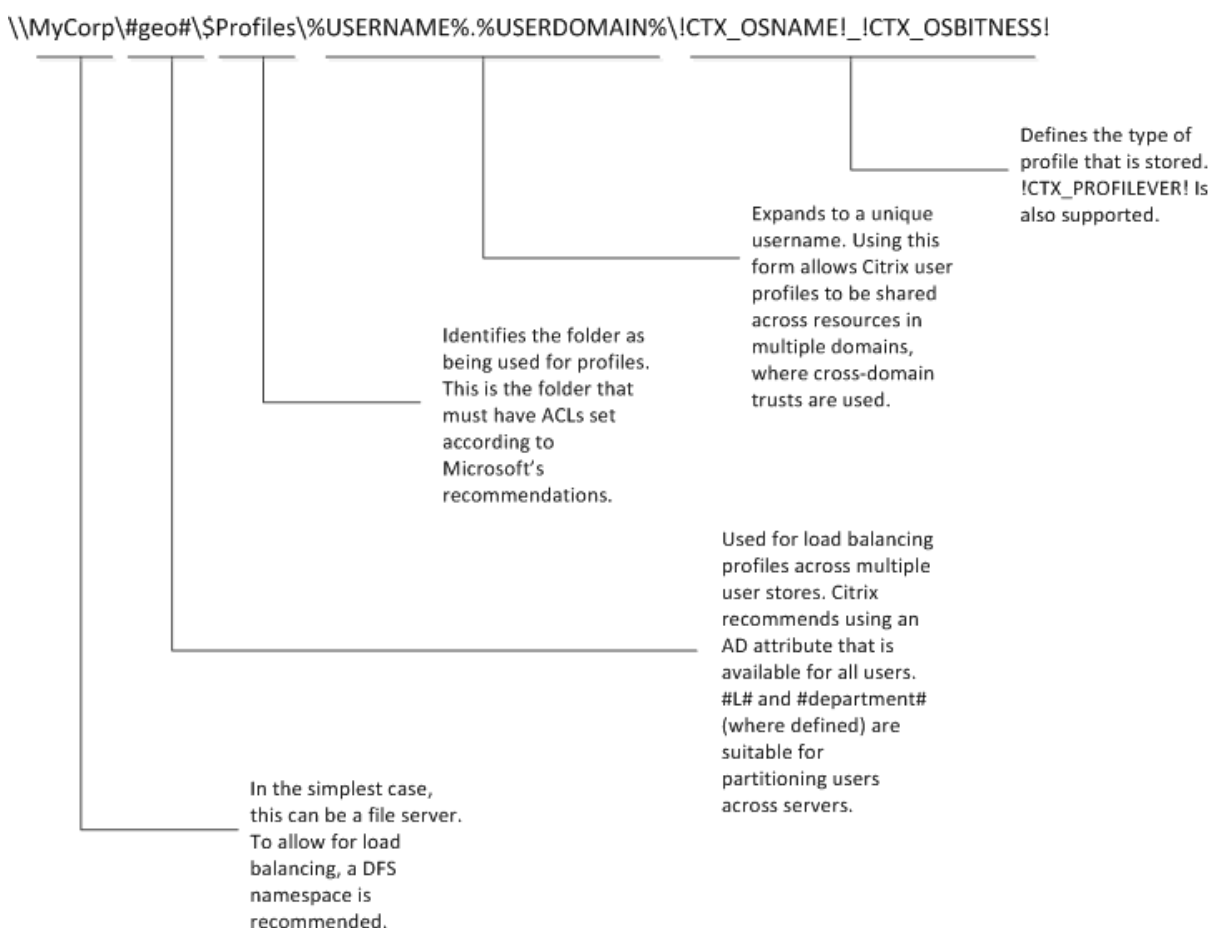 \\MyCorp\#geo#\$Profiles\%USERNAME%.%USERDOMAIN%\!CTX_OSNAME!_!CTX_OSBITNESS!
Defines the type of
profile that is stored.
!CTX_PROFILEVER! Is
also supported.
Expands to a unique
username. Using this
form allows Citrix user
profiles to be shared
across resources in
multiple domains,
where cross-domain
trusts are used.
Identifies the folder as
being used for profiles.
This is the folder that
must have ACLs set
according to
Microsoft’s
recommendations.
Used for load balancing
profiles across multiple
user stores. Citrix
recommends using an
AD attribute that is
available for all users.
#L# and #department#
(where defined) are
suitable for
partitioning users
across servers.
In the simplest case,
this can be a file server.
To allow for load
balancing, a DFS
namespace is
recommended.